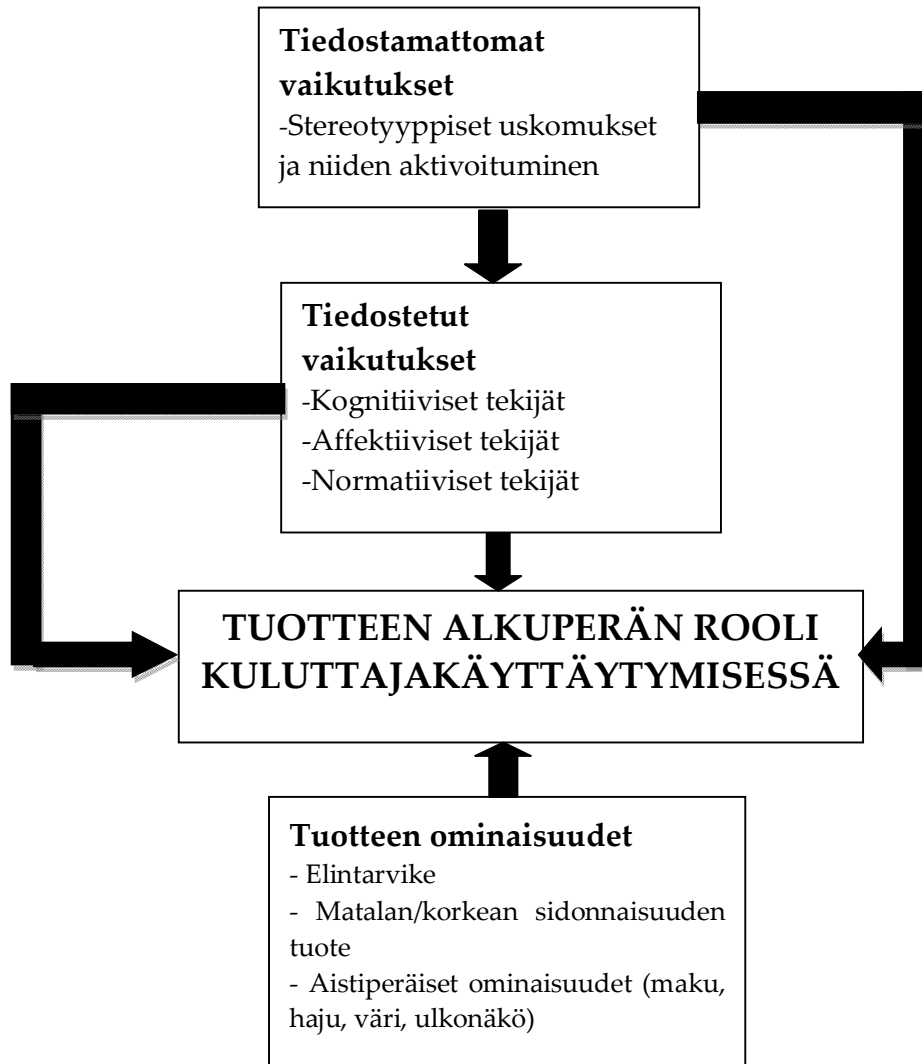 Tiedostamattomat
vaikutukset
-Stereotyyppiset uskomukset
ja niiden aktivoituminen
Tiedostetut
vaikutukset
-Kognitiiviset tekijät
-Affektiiviset tekijät
-Normatiiviset tekijät
TUOTTEEN ALKUPERÄN ROOLI
KULUTTAJAKÄYTTÄYTYMISESSÄ
Tuotteen ominaisuudet
- Elintarvike
- Matalan/korkean sidonnaisuuden
tuote
- Aistiperäiset ominaisuudet (maku,
haju, väri, ulkonäkö)